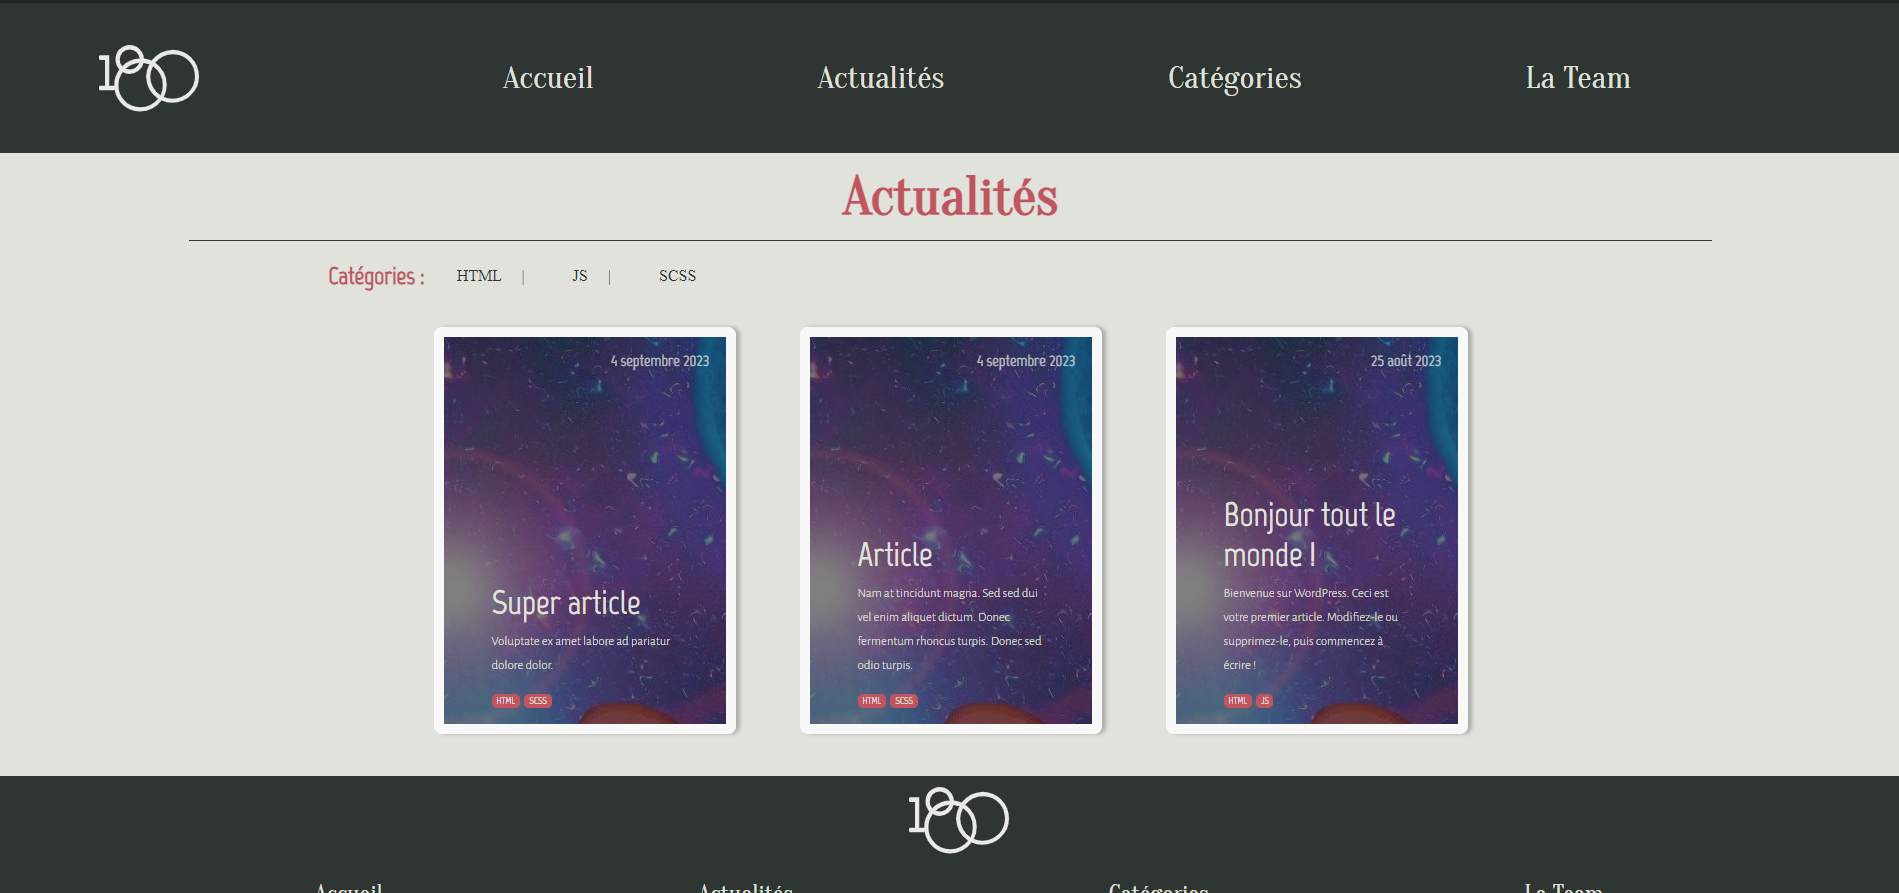 180
Accueil Actualités Catégories La Team
Actualités
Catégories : HTML | JS | SCSS
4 septembre 2023
Super article
Voluptate ex amet labore ad pariatur
dolore dolor.
HTML SCSS
4 septembre 2023
Article
Nam at tincidunt magna. Sed sed dui
vel enim aliquet dictum. Donec
fermentum rhoncus turpis. Donec sed
odio turpis.
HTML SCSS
25 août 2023
Bonjour tout le
monde !
Bienvenue sur WordPress. Ceci est
votre premier article. Modifiez-le ou
supprimez-le, puis commencez à
écrire !
HTML JS
180
Accueil Actualités Catégories La Team